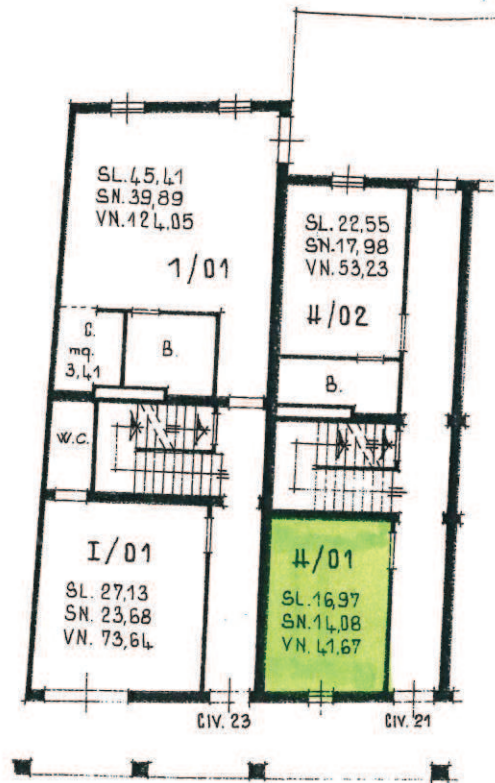 SL.45,41
SN.39,89
VN.124,05
1/01
SL. 22,55
SN.17,98
VN. 53,23
H/02
C.
mq.
3,41
B.
B.
W.C.
I/01
SL. 27,13
SN. 23,68
VN. 73,64
H/01
SL.16,97
SN.14,08
VN. 41,67
CIV. 23
CIV. 21